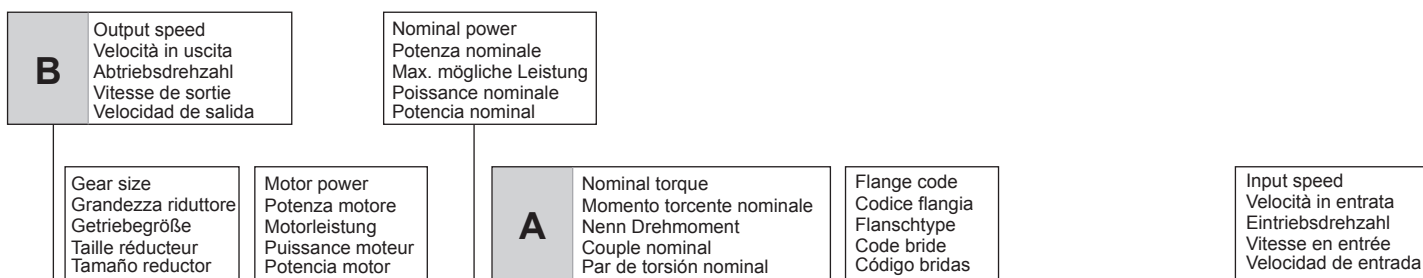 B
Output speed
Velocità in uscita
Abtriebsdrehzahl
Vitesse de sortie
Velocidad de salida
Nominal power
Potenza nominale
Max. mögliche Leistung
Poissance nominale
Potencia nominal
Gear size
Grandezza riduttore
Getriebegröße
Taille réducteur
Tamaño reductor
Motor power
Potenza motore
Motorleistung
Puissance moteur
Potencia motor
A
Nominal torque
Momento torcente nominale
Nenn Drehmoment
Couple nominal
Par de torsión nominal
Flange code
Codice flangia
Flanschtype
Code bride
Código bridas
Input speed
Velocità in entrata
Eintriebsdrehzahl
Vitesse en entrée
Velocidad de entrada